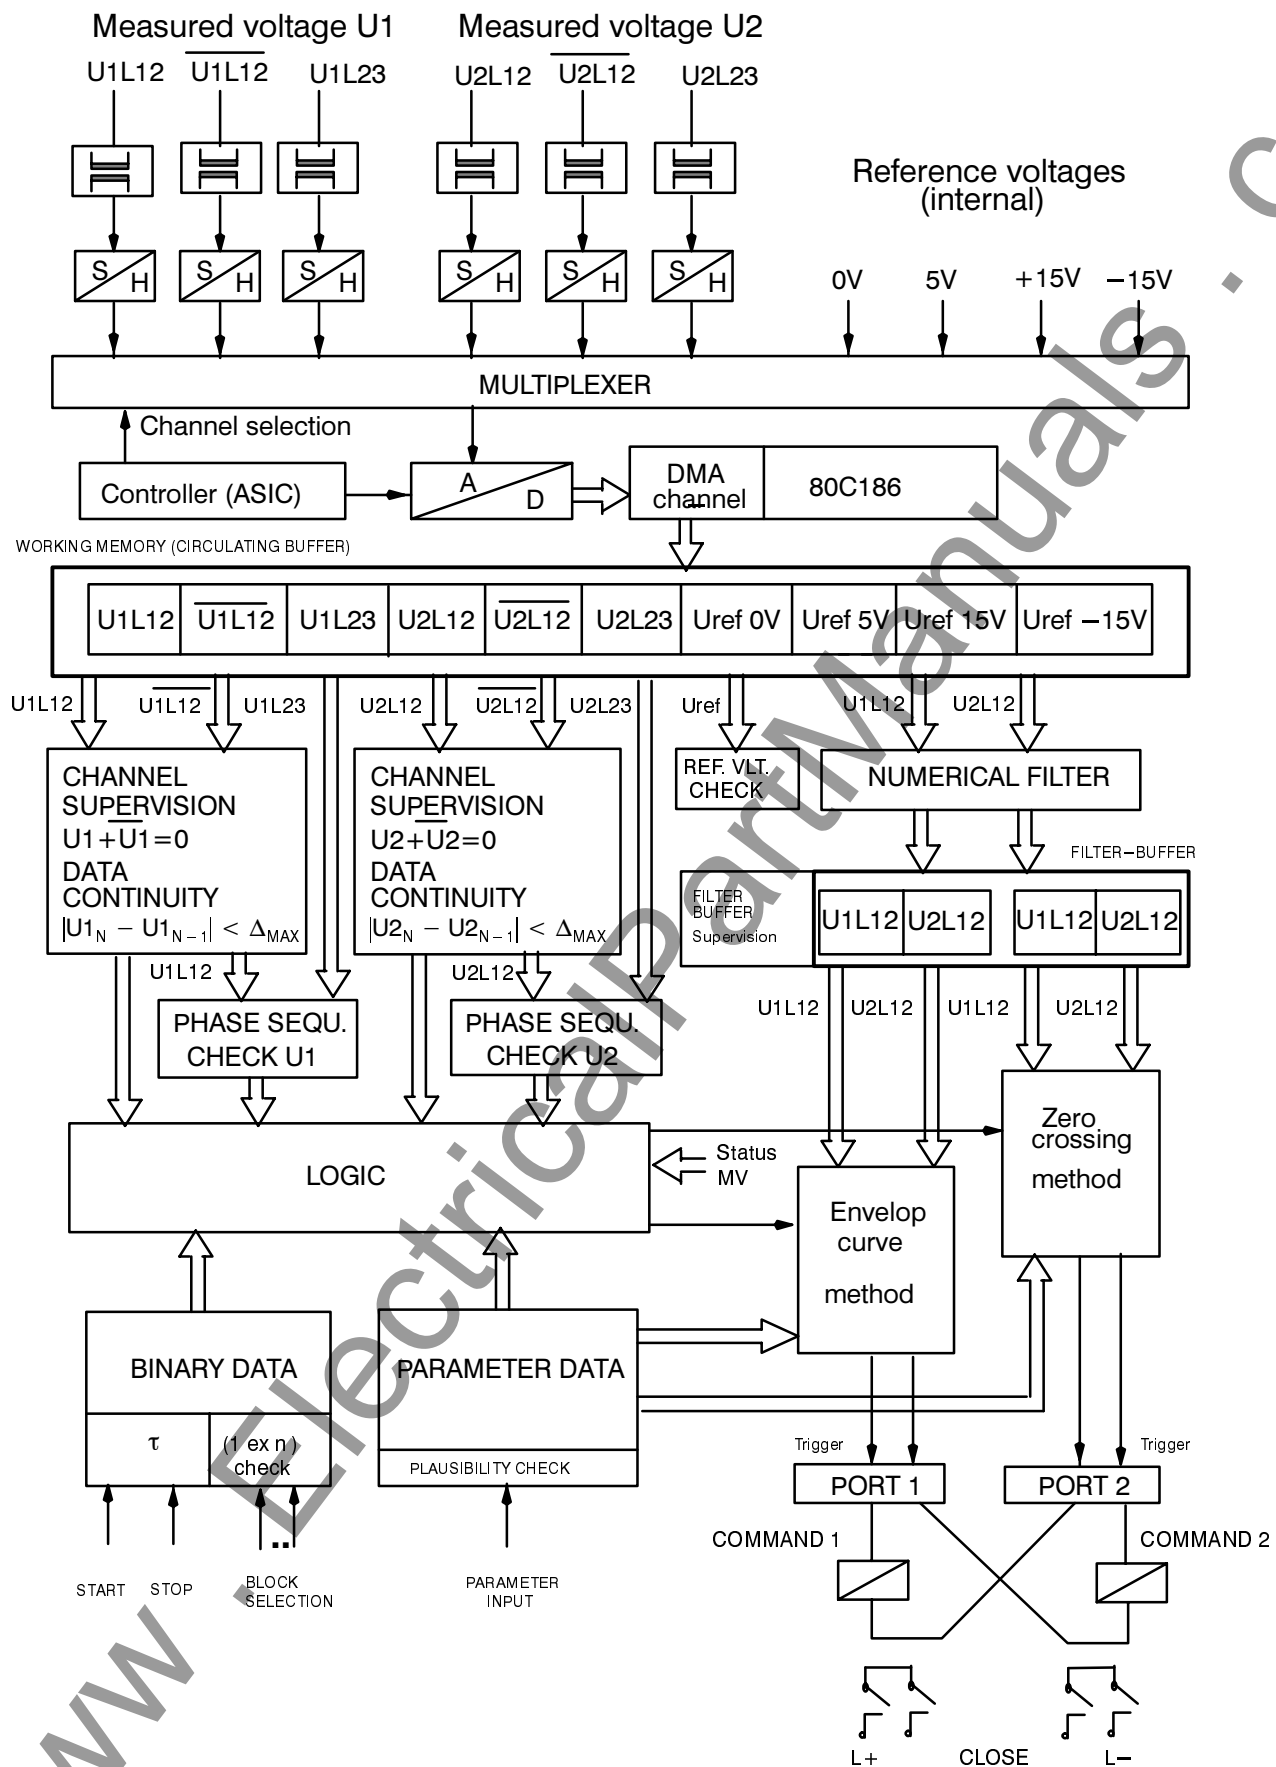 Measured voltage U1 Measured voltage U2
U1L12 U1L12 U1L23 U2L12 U2L12 U2L23
Reference voltages
(internal)
S H S H S H S H S H S H
0V 5V +15V −15V
MULTIPLEXER
Channel selection
Controller (ASIC)
A D
DMA
channel
80C186
WORKING MEMORY (CIRCULATING BUFFER)
U1L12 U1L12 U1L23 U2L12 U2L12 U2L23 Uref 0V Uref 5V Uref 15V Uref −15V
U1L12 U1L12 U1L23 U2L12 U2L12 U2L23 Uref U1L12 U2L12
CHANNEL
SUPERVISION
U1+U1=0
DATA
CONTINUITY
|U1N − U1N−1| < ΔMAX
CHANNEL
SUPERVISION
U2+U2=0
DATA
CONTINUITY
|U2N − U2N−1| < ΔMAX
REF. VLT.
CHECK
NUMERICAL FILTER
FILTER−BUFFER
FILTER
BUFFER
Supervision
U1L12 U2L12 U1L12 U2L12
U1L12 U2L12
U1L12 U2L12 U1L12 U2L12
PHASE SEQU.
CHECK U1
PHASE SEQU.
CHECK U2
LOGIC
Status
MV
Zero
crossing
method
Envelop
curve
method
BINARY DATA
τ
(1 ex n)
check
PARAMETER DATA
PLAUSIBILITY CHECK
Trigger Trigger
PORT 1 PORT 2
COMMAND 1 COMMAND 2
START STOP
BLOCK
SELECTION
..
PARAMETER
INPUT
L+ CLOSE L−
www.ElectricalPartManuals.c